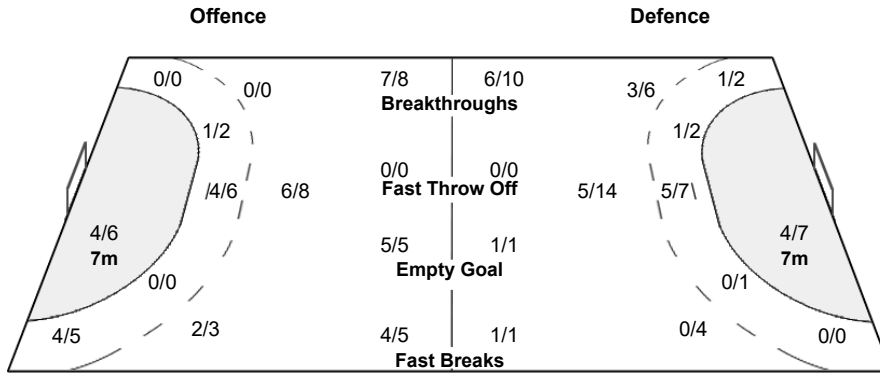 Offence Defence
0/0 0/0 7/8 6/10 3/6 1/2
Breakthroughs
1/2 1/2
0/0 0/0
4/6 6/8 Fast Throw Off 5/14 5/7
4/6 4/7
7m 5/5 1/1 7m
Empty Goal
0/0 0/1
4/5 2/3 4/5 1/1 0/4 0/0
Fast Breaks